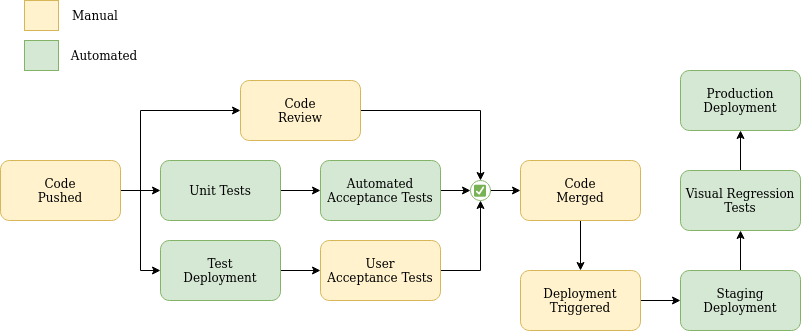 Manual
Automated
Code
Review
Production
Deployment
Code
Pushed
Unit Tests
Automated
Acceptance Tests
Code
Merged
Visual Regression
Tests
Test
Deployment
User
Acceptance Tests
Deployment
Triggered
Staging
Deployment